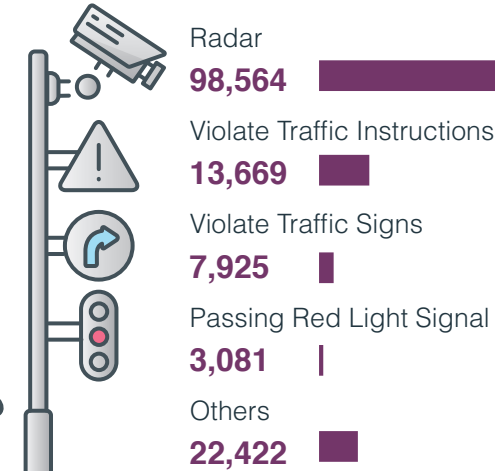 Radar
98,564
Violate Traffic Instructions
13,669
Violate Traffic Signs
7,925
Passing Red Light Signal
3,081
Others
22,422